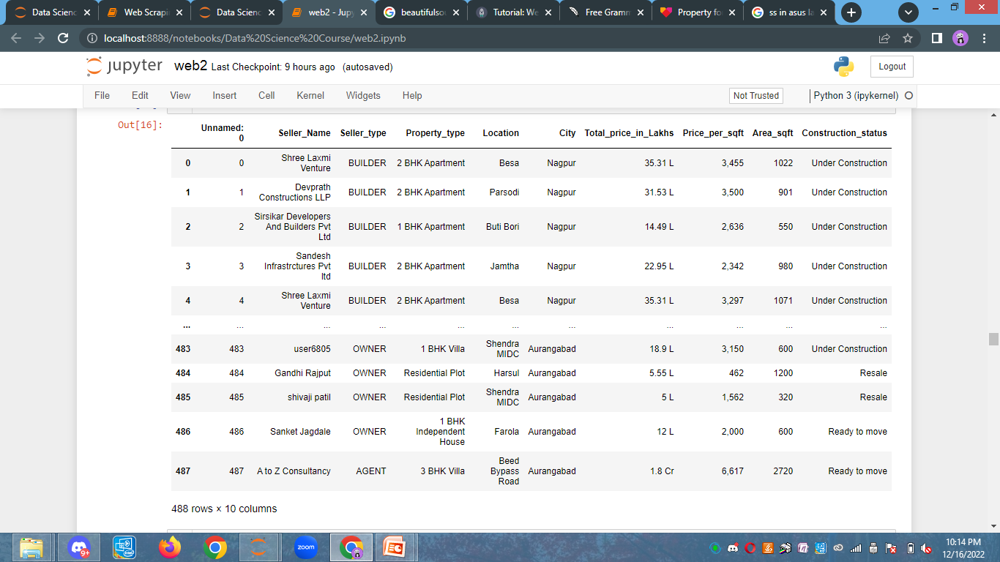 Data Scienc
Web Scrapi
Data Scienc
web2 - Jup
beautifulso
Tutorial: We
Free Gramm
Property fo
ss in asus la
localhost:8888/notebooks/Data%20Science%20Course/web2.ipynb
jupyter web2 Last Checkpoint: 9 hours ago (autosaved)
Logout
File Edit View Insert Cell Kernel Widgets Help
Not Trusted
Python 3 (ipykernel)
Out[16]:
Unnamed: 0 Seller_Name Seller_type Property_type Location City Total_price_in_Lakhs Price_per_sqft Area_sqft Construction_status
0 0 Shree Laxmi Venture BUILDER 2 BHK Apartment Besa Nagpur 35.31 L 3,455 1022 Under Construction
1 1 Devprath Constructions LLP BUILDER 2 BHK Apartment Parsodi Nagpur 31.53 L 3,500 901 Under Construction
2 2 Sirsikar Developers And Builders Pvt Ltd BUILDER 1 BHK Apartment Buti Bori Nagpur 14.49 L 2,636 550 Under Construction
3 3 Sandesh Infrastrctures Pvt ltd BUILDER 2 BHK Apartment Jamtha Nagpur 22.95 L 2,342 980 Under Construction
4 4 Shree Laxmi Venture BUILDER 2 BHK Apartment Besa Nagpur 35.31 L 3,297 1071 Under Construction
... ... ... ... ... ... ... ... ... ... ...
483 483 user6805 OWNER 1 BHK Villa Shendra MIDC Aurangabad 18.9 L 3,150 600 Under Construction
484 484 Gandhi Rajput OWNER Residential Plot Harsul Aurangabad 5.55 L 462 1200 Resale
485 485 shivaji patil OWNER Residential Plot Shendra MIDC Aurangabad 5 L 1,562 320 Resale
486 486 Sanket Jagdale OWNER 1 BHK Independent House Farola Aurangabad 12 L 2,000 600 Ready to move
487 487 A to Z Consultancy AGENT 3 BHK Villa Beed Bypass Road Aurangabad 1.8 Cr 6,617 2720 Ready to move
488 rows × 10 columns
9+
zoom
10:14 PM
12/16/2022